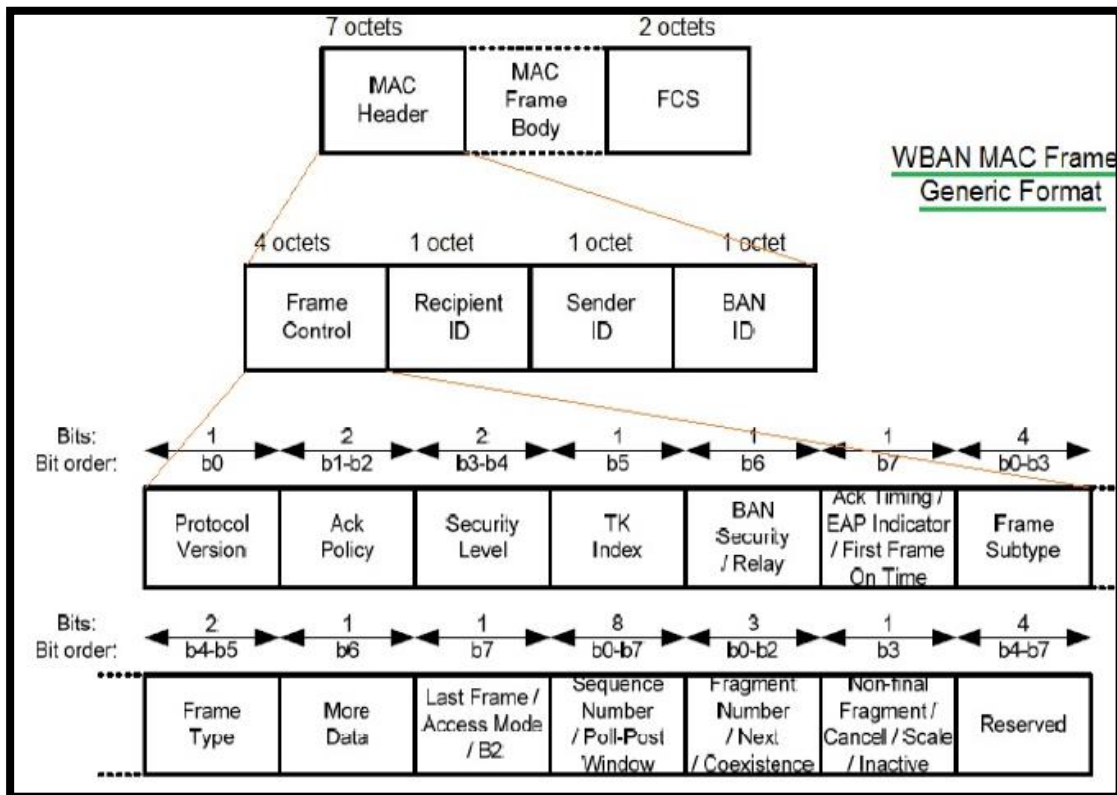 7 octets
2 octets
MAC
Header
MAC
Frame
Body
FCS
WBAN MAC Frame
Generic Format
4 octets
1 octet
1 octet
1 octet
Frame
Control
Recipient
ID
Sender
ID
BAN
ID
Bits: 1 2 2 1 1 1 4
Bit order: b0 b1-b2 b3-b4 b5 b6 b7 b0-b3
Protocol
Version
Ack
Policy
Security
Level
TK
Index
BAN
Security
/ Relay
Ack Timing /
EAP Indicator
/ First Frame
On Time
Frame
Subtype
Bits: 2 1 1 8 3 1 4
Bit order: b4-b5 b6 b7 b0-b7 b0-b2 b3 b4-b7
Frame
Type
More
Data
Last Frame /
Access Mode
/ B2
Sequence
Number
/ Poll-Post
Window
Fragment
Number
/ Next
/ Coexistence
Non-final
Fragment /
Cancel / Scale
/ Inactive
Reserved